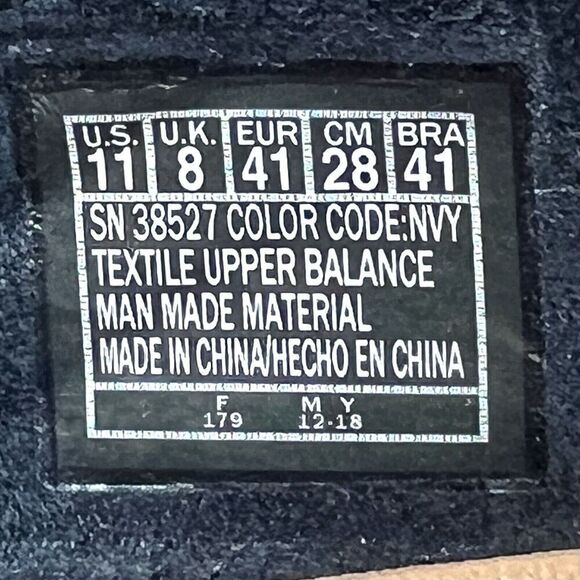 U.S. U.K. EUR CM BRA
11 8 41 28 41
SN 38527 COLOR CODE:NVY
TEXTILE UPPER BALANCE
MAN MADE MATERIAL
MADE IN CHINA/HECHO EN CHINA
F M Y
179 12-18